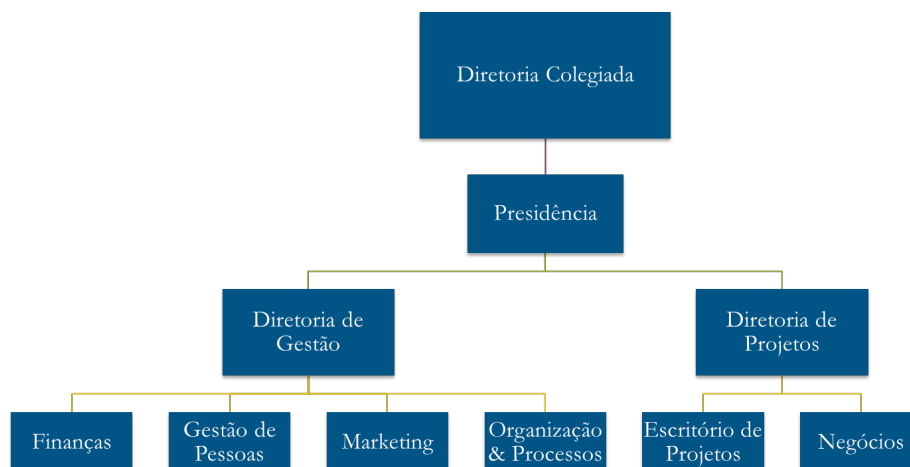 Diretoria Colegiada
Presidência
Diretoria de
Gestão
Diretoria de
Projetos
Finanças
Gestão de
Pessoas
Marketing
Organização
& Processos
Escritório de
Projetos
Negócios